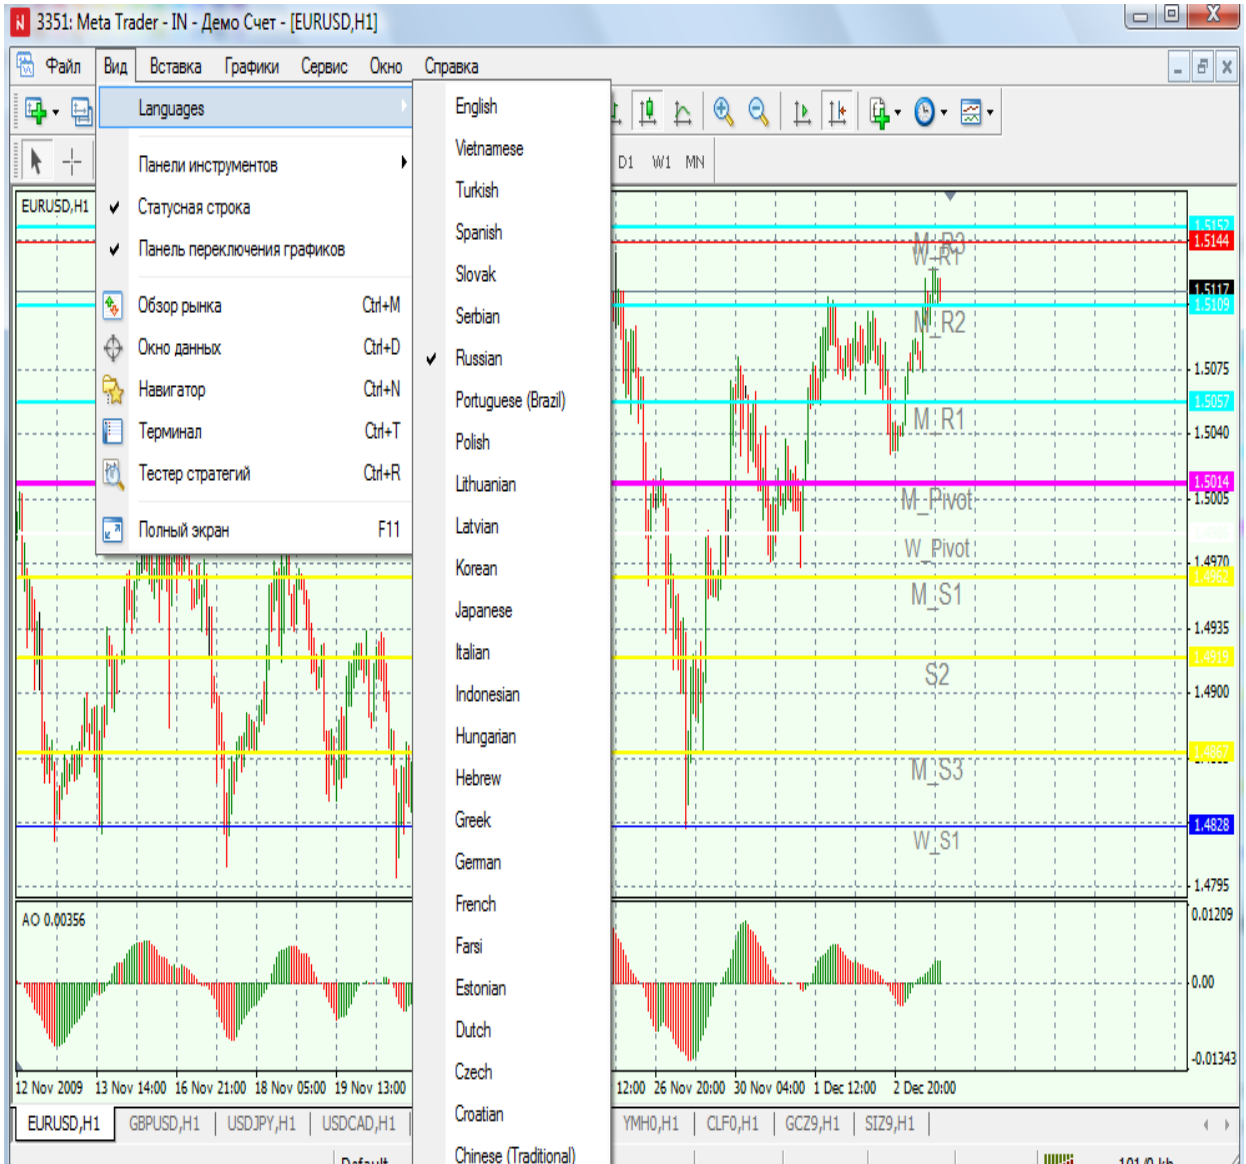 3351: Meta Trader - IN - Демо Счет - [EURUSD,H1]
Файл Вид Вставка Графики Сервис Окно Справка
Languages
Панели инструментов
Статусная строка
Панель переключения графиков
Обзор рынка Ctrl+M
Окно данных Ctrl+D
Навигатор Ctrl+N
Терминал Ctrl+T
Тестер стратегий Ctrl+R
Полный экран F11
English
Vietnamese
Turkish
Spanish
Slovak
Serbian
Russian
Portuguese (Brazil)
Polish
Lithuanian
Latvian
Korean
Japanese
Italian
Indonesian
Hungarian
Hebrew
Greek
German
French
Farsi
Estonian
Dutch
Czech
Croatian
Chinese (Traditional)
D1 W1 MN
EURUSD,H1
M_R3
W_R1
M_R2
M_R1
M_Pivot
W_Pivot
M_S1
S2
M_S3
W_S1
1.5152
1.5144
1.5117
1.5109
1.5075
1.5057
1.5040
1.5014
1.5005
1.4970
1.4962
1.4935
1.4919
1.4900
1.4867
1.4828
1.4795
AO 0.00356
0.01209
0.00
-0.01343
12 Nov 2009 13 Nov 14:00 16 Nov 21:00 18 Nov 05:00 19 Nov 13:00 12:00 26 Nov 20:00 30 Nov 04:00 1 Dec 12:00 2 Dec 20:00
EURUSD,H1 GBPUSD,H1 USDJPY,H1 USDCAD,H1 YMH0,H1 CLF0,H1 GCZ9,H1 SIZ9,H1
Default
101/0 kb